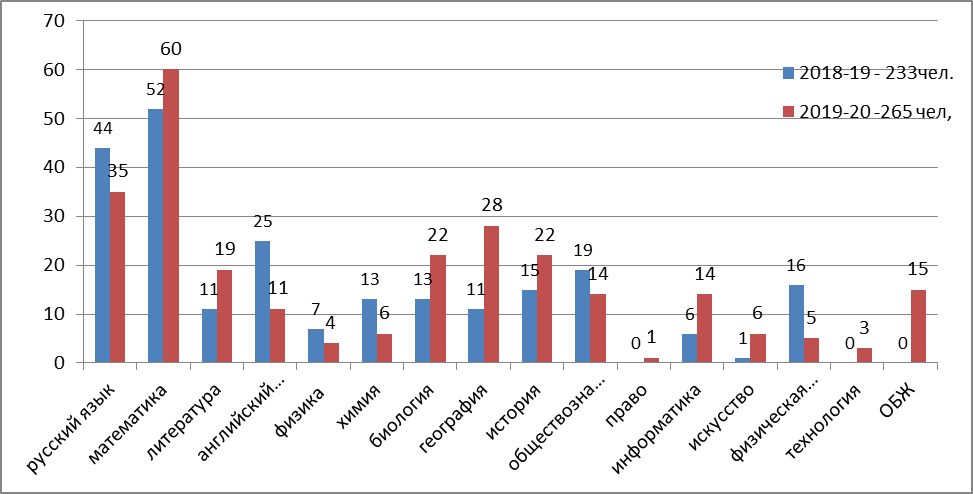 70
60
50
40
30
20
10
0
44 35
52 60
11 19
25 11
7 4
13 6
13 22
11 28
15 22
19 14
0 1
6 14
1 6
16 5
0 3
0 15
2018-19 - 233чел.
2019-20 -265 чел,
русский язык
математика
литература
английский...
физика
химия
биология
география
история
обществозна...
право
информатика
искусство
физическая...
технология
ОБЖ